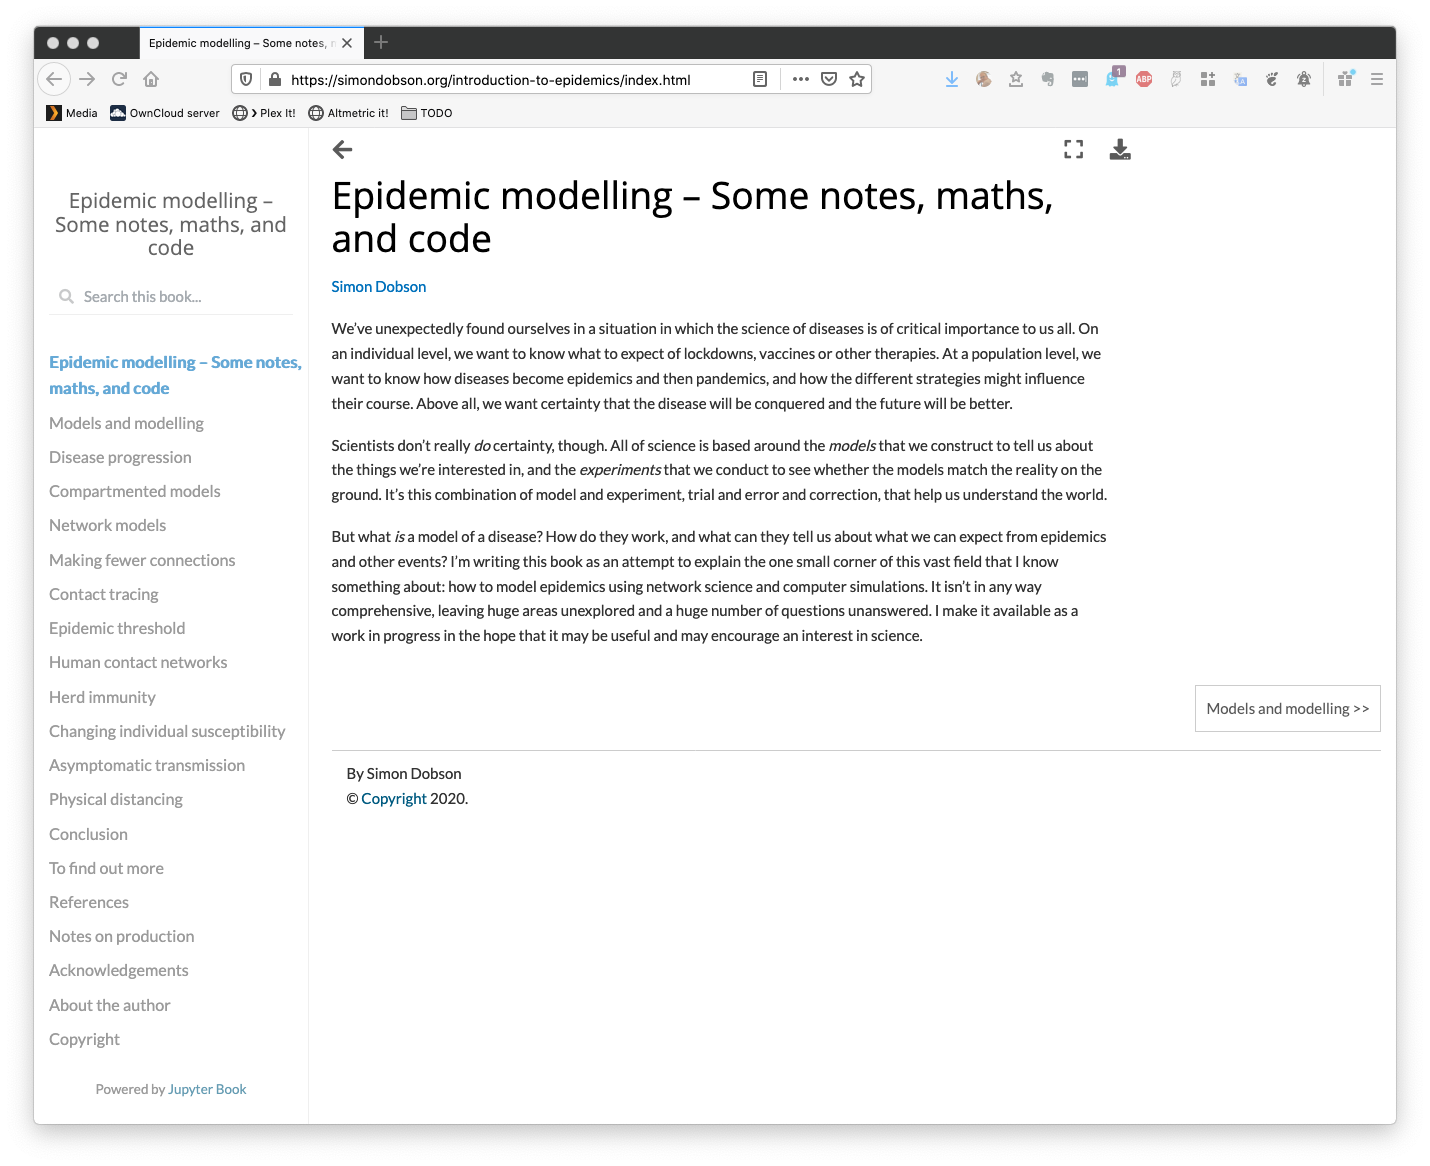 Epidemic modelling – Some notes,
https://simondobson.org/introduction-to-epidemics/index.html
1
ABP
Media
OwnCloud server
› Plex It!
Altmetric it!
TODO
Epidemic modelling –
Some notes, maths, and
code
Search this book...
Epidemic modelling – Some notes,
maths, and code
Models and modelling
Disease progression
Compartmented models
Network models
Making fewer connections
Contact tracing
Epidemic threshold
Human contact networks
Herd immunity
Changing individual susceptibility
Asymptomatic transmission
Physical distancing
Conclusion
To find out more
References
Notes on production
Acknowledgements
About the author
Copyright
Powered by Jupyter Book
Epidemic modelling – Some notes, maths,
and code
Simon Dobson
We've unexpectedly found ourselves in a situation in which the science of diseases is of critical importance to us all. On
an individual level, we want to know what to expect of lockdowns, vaccines or other therapies. At a population level, we
want to know how diseases become epidemics and then pandemics, and how the different strategies might influence
their course. Above all, we want certainty that the disease will be conquered and the future will be better.
Scientists don't really do certainty, though. All of science is based around the models that we construct to tell us about
the things we're interested in, and the experiments that we conduct to see whether the models match the reality on the
ground. It's this combination of model and experiment, trial and error and correction, that help us understand the world.
But what is a model of a disease? How do they work, and what can they tell us about what we can expect from epidemics
and other events? I'm writing this book as an attempt to explain the one small corner of this vast field that I know
something about: how to model epidemics using network science and computer simulations. It isn't in any way
comprehensive, leaving huge areas unexplored and a huge number of questions unanswered. I make it available as a
work in progress in the hope that it may be useful and may encourage an interest in science.
Models and modelling >>
By Simon Dobson
© Copyright 2020.